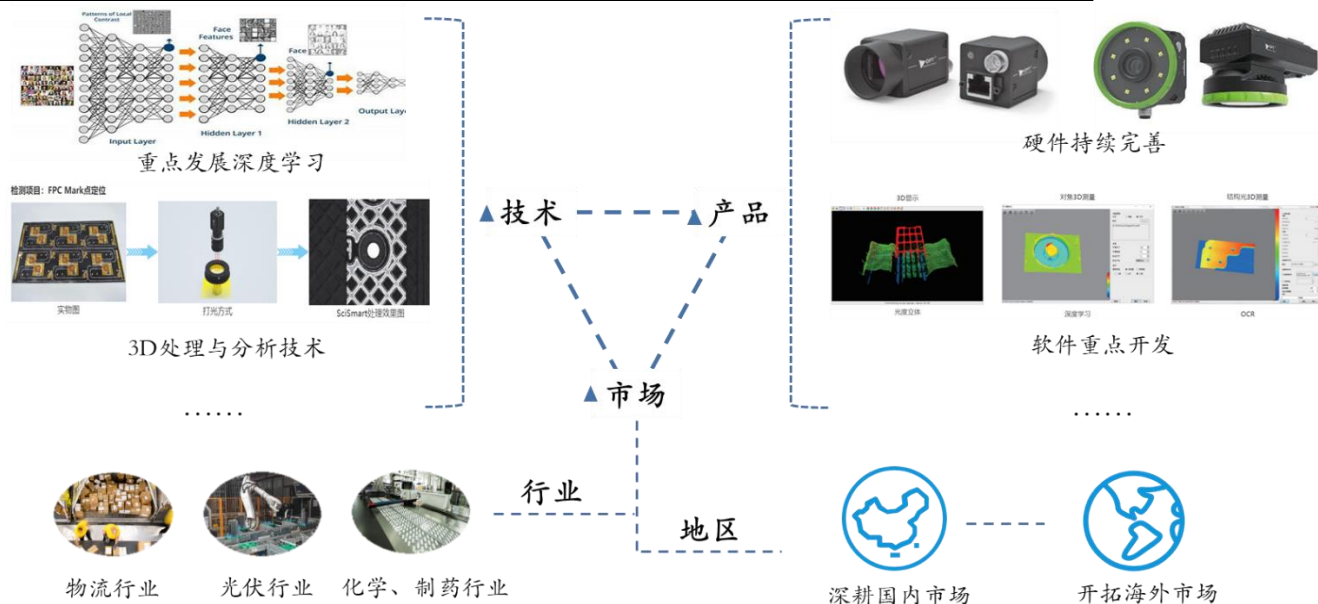 Patterns of Local
Contrast
Face
Features
Face
Output Lay
Hidden Layer 2
Hidden Layer 1
Input Layer
重点发展深度学习
检测项目：FPC Mark点定位
实物图
打光方式
SciSmart处理效果图
3D处理与分析技术
......
技术
产品
市场
OPT
硬件持续完善
3D显示
对焦3D测量
结构光3D测量
光度立体
深度学习
OCR
软件重点开发
......
行业
地区
物流行业
光伏行业
化学、制药行业
深耕国内市场
开拓海外市场